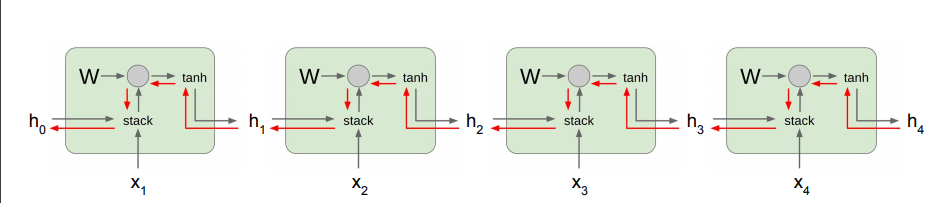 W tanh W tanh W tanh W tanh
h0 stack h1 stack h2 stack h3 stack h4
x1 x2 x3 x4